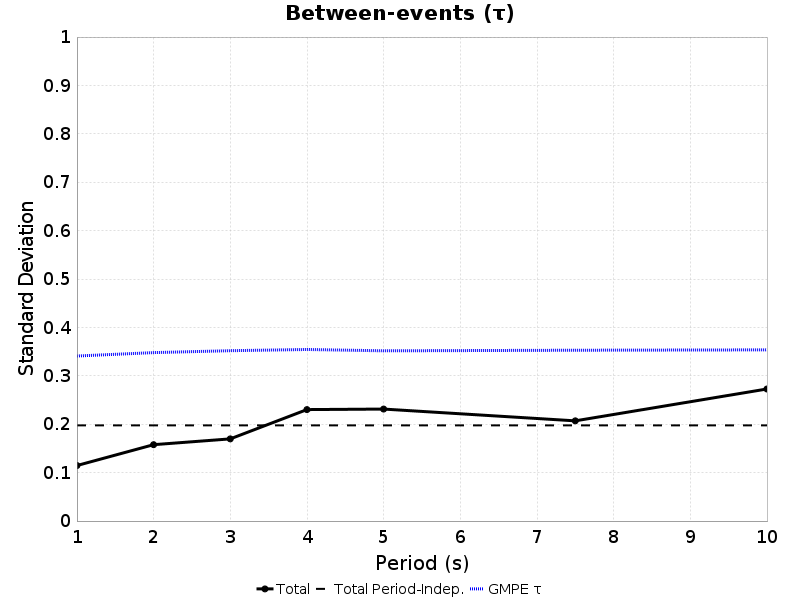 Between-events (τ)
Standard Deviation
1
0.9
0.8
0.7
0.6
0.5
0.4
0.3
0.2
0.1
0
1 2 3 4 5 6 7 8 9 10
Period (s)
Total Total Period-Indep. GMPE τ